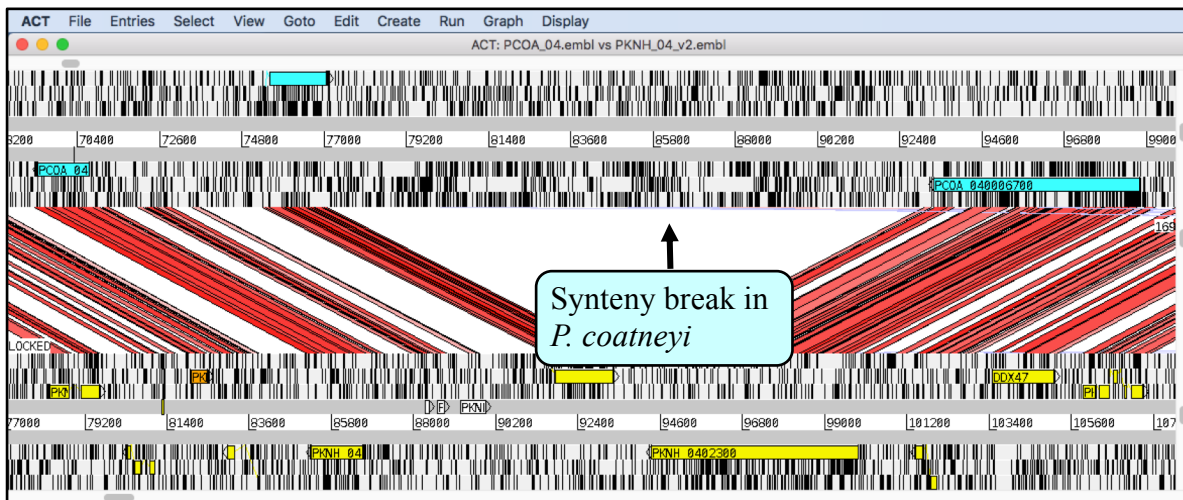 ACT File Entries Select View Goto Edit Create Run Graph Display
ACT: PCOA_04.embl vs PKNH_04_v2.embl
8200 70400 72600 74800 77000 79200 81400 83600 85800 88000 90200 92400 94600 96800 9900
PCOA_04
PCOA_040006700
169
Synteny break in
P. coatneyi
LOCKED
PK DDX47
PKN
PKN
77000 79200 81400 83600 85800 88000 90200 92400 94600 96800 99000 101200 103400 105600 107
PKNH_04 PKNH_0402300